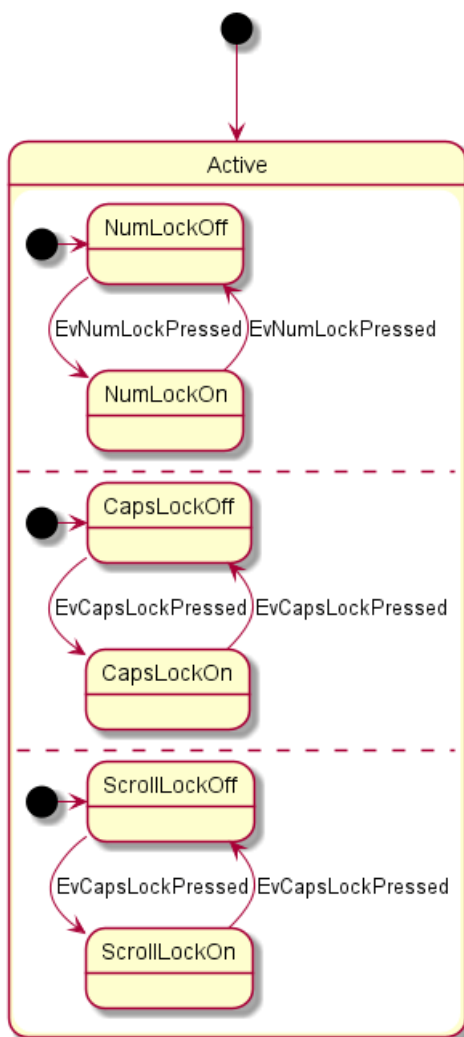 Active
NumLockOff
EvNumLockPressed EvNumLockPressed
NumLockOn
CapsLockOff
EvCapsLockPressed EvCapsLockPressed
CapsLockOn
ScrollLockOff
EvCapsLockPressed EvCapsLockPressed
ScrollLockOn